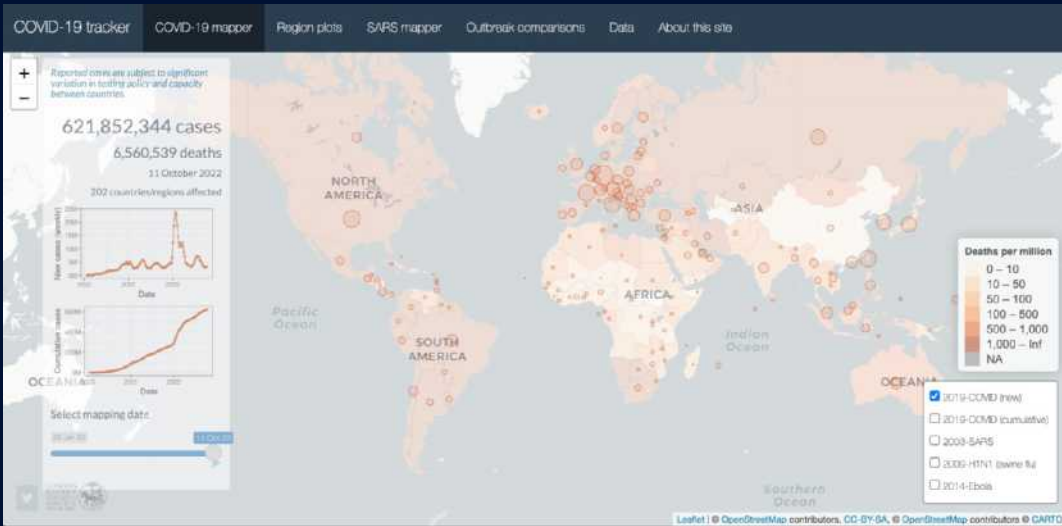 COVID-19 tracker COVID-19 mapper Region plots SARS mapper Outbreak comparisons Data About this site
+
−
Reported cases are subject to significant
variation in testing policy and capacity
between countries.
621,852,344 cases
6,560,539 deaths
11 October 2022
202 countries/regions affected
New cases (weekly)
Date
Cumulative cases
Date
Select mapping date
NORTH
AMERICA
ASIA
AFRICA
SOUTH
AMERICA
OCEANIA
OCEANIA
Pacific
Ocean
Indian
Ocean
Southern
Ocean
Deaths per million
0 – 10
10 – 50
50 – 100
100 – 500
500 – 1,000
1,000 – Inf
NA
2019-COVID (new)
2019-COVID (cumulative)
2003-SARS
2009-H1N1 (swine flu)
2014-Ebola
Leaflet | © OpenStreetMap contributors, CC-BY-SA, © OpenStreetMap contributors © CARTO